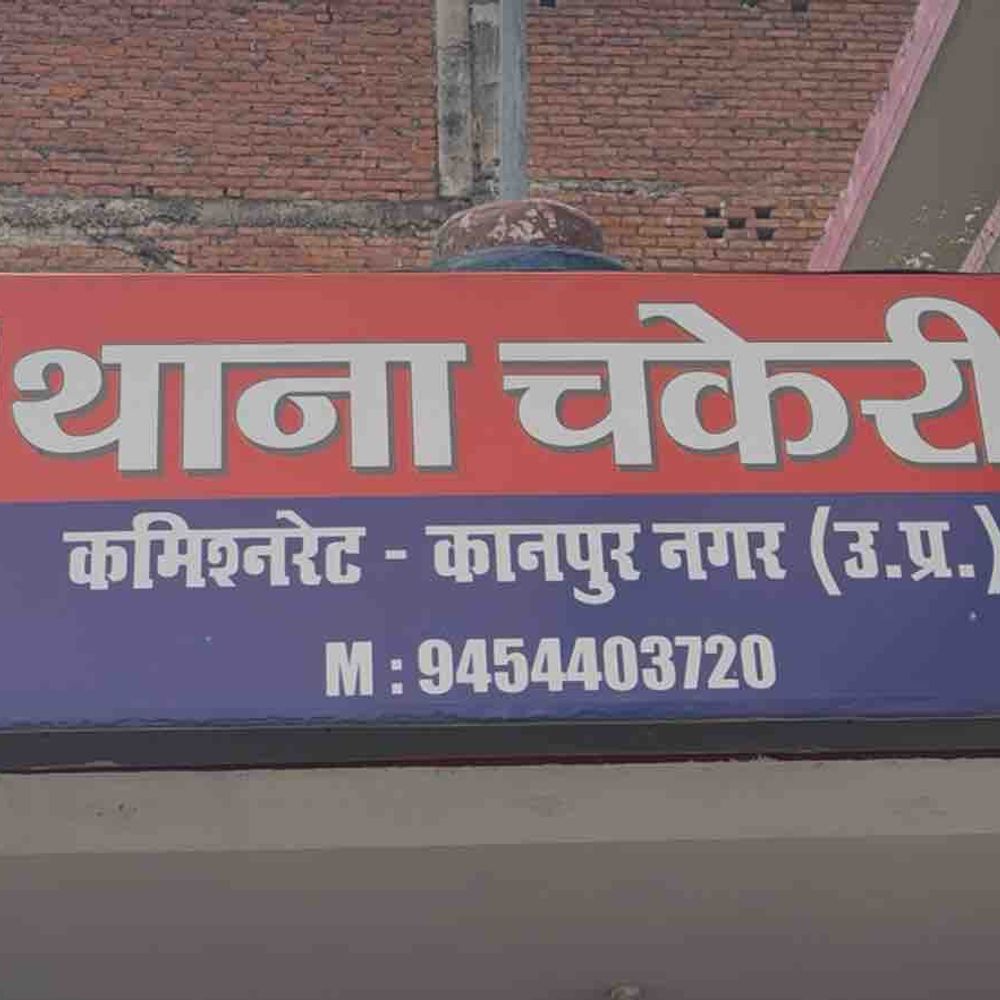 थाना चकेरी
कमिश्नरेट - कानपुर नगर (उ.प्र.)
M : 9454403720